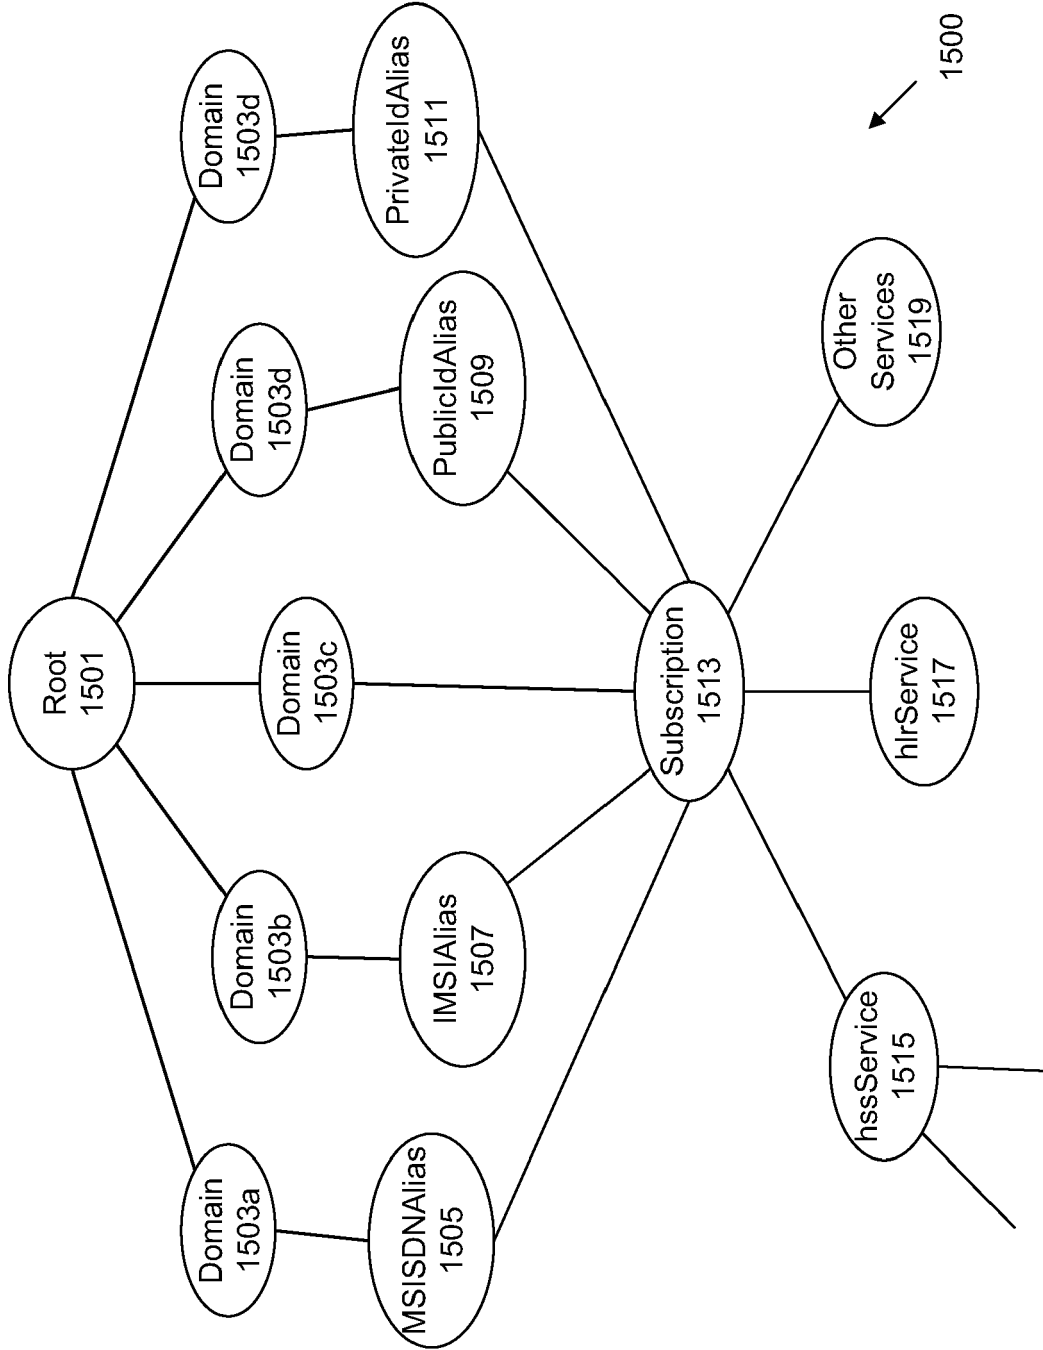 Root
1501
Domain
1503a
Domain
1503b
Domain
1503c
Domain
1503d
Domain
1503d
MSISDNAlias
1505
IMSIAlias
1507
PublicIdAlias
1509
PrivateIdAlias
1511
Subscription
1513
hssService
1515
hlrService
1517
Other
Services
1519
1500